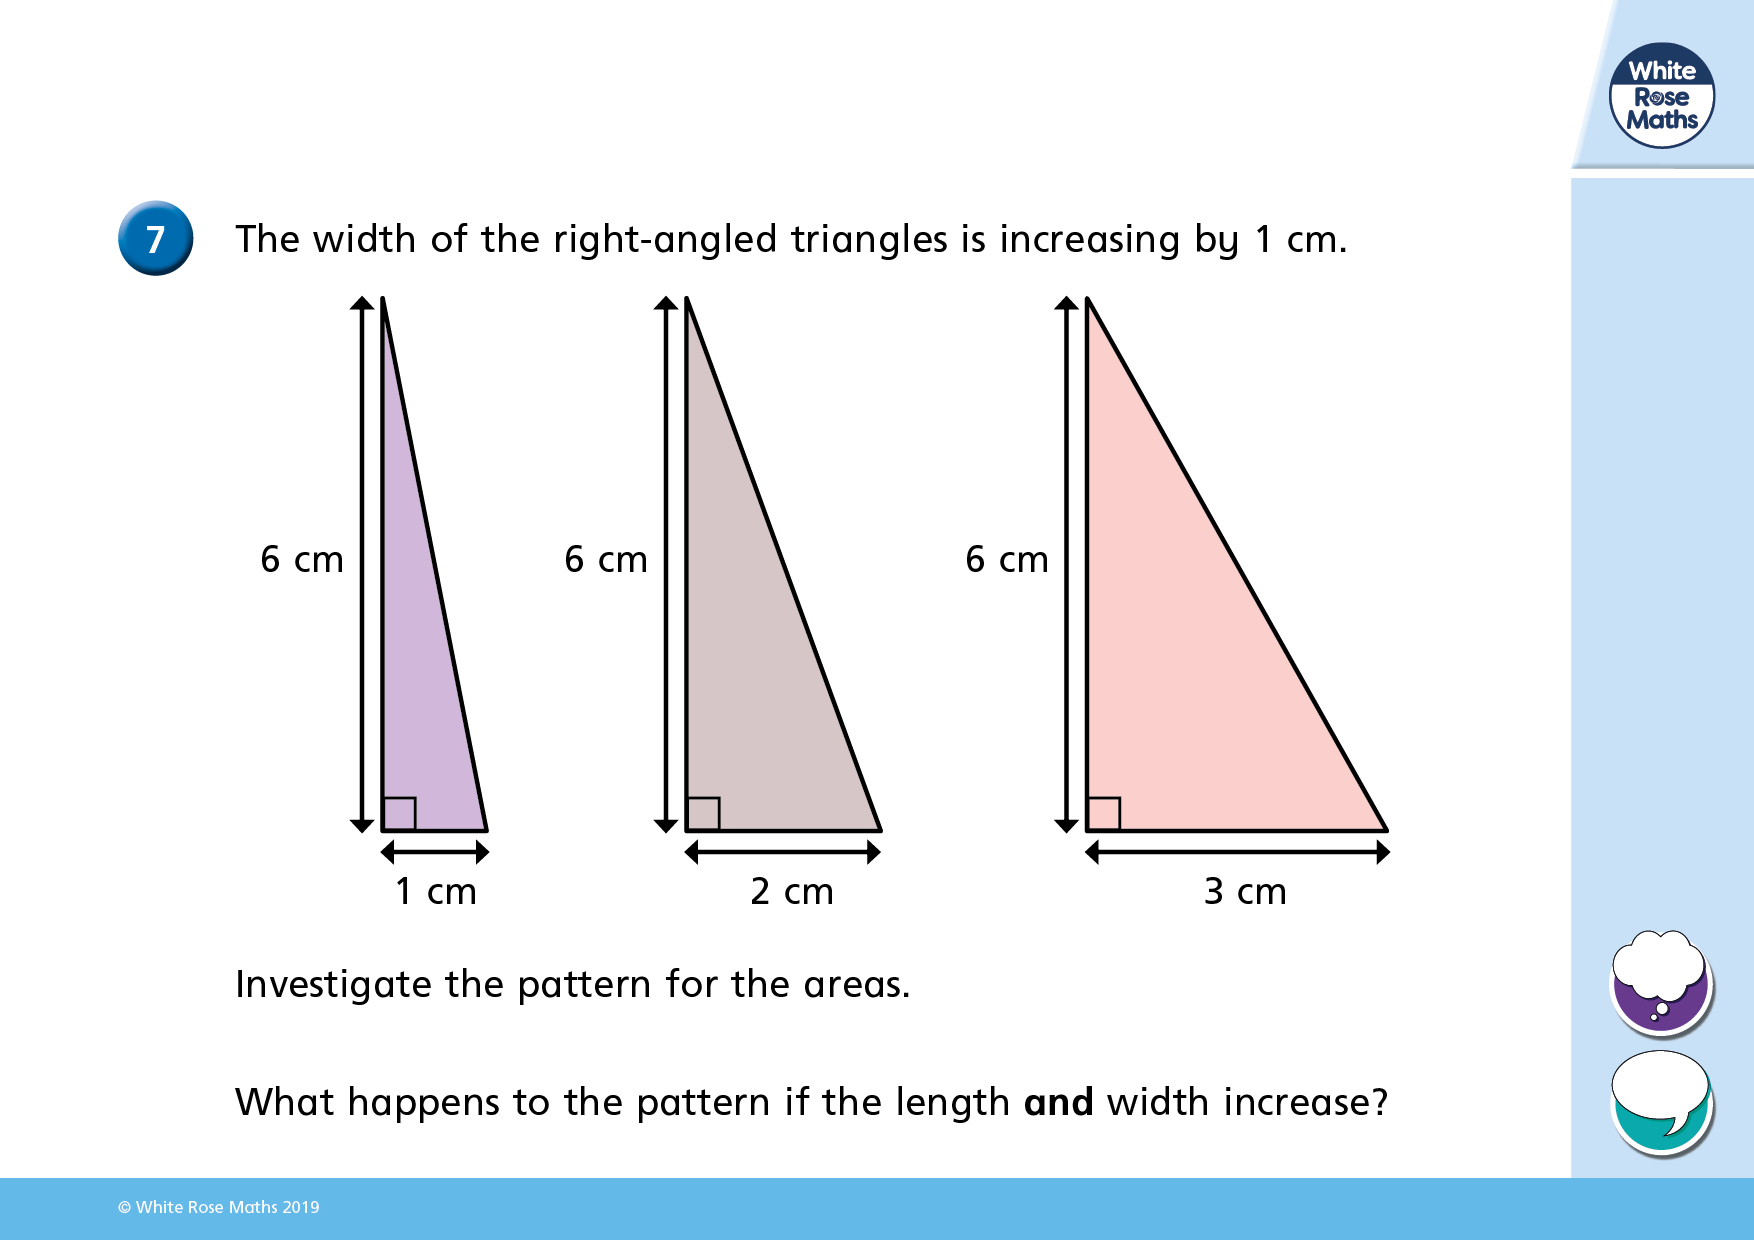 White
Rose
Maths
7
The width of the right-angled triangles is increasing by 1 cm.
6 cm
6 cm
6 cm
1 cm
2 cm
3 cm
Investigate the pattern for the areas.
What happens to the pattern if the length and width increase?
© White Rose Maths 2019